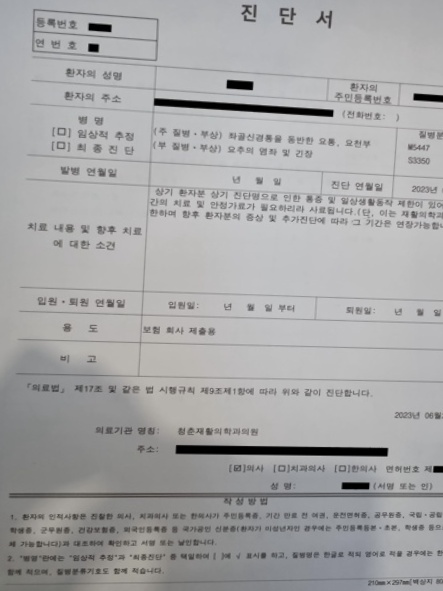 진 단 서
등록번호
연 번 호
환자의 성명
환자의 주민등록번호
환자의 주소
(전화번호: )
병 명
[☐] 임상적 추정
[☐] 최 종 진 단
(주 질병·부상) 좌골신경통을 동반한 요통, 요천부
(부 질병·부상) 요추의 염좌 및 긴장
질병분
M5447
S3350
발병 연월일
년 월 일
진단 연월일
2023년
치료 내용 및 향후 치료에 대한 소견
상기 환자분 상기 진단명으로 인한 통증 및 일상생활동작 제한이 있어
간의 치료 및 안정가료가 필요하리라 사료됩니다.(단, 이는 재활의학과
한하며 향후 환자분의 증상 및 추가진단에 따라 그 기간은 연장가능합니
입원·퇴원 연월일
입원일: 년 월 일 부터
퇴원일: 년 월 일
용 도
보험 회사 제출용
비 고
「의료법」 제17조 및 같은 법 시행규칙 제9조제1항에 따라 위와 같이 진단합니다.
2023년 06월
의료기관 명칭: 청춘재활의학과의원
주소:
[☑]의사 [☐]치과의사 [☐]한의사 면허번호 제
성 명: (서명 또는 인)
작 성 방 법
1. 환자의 인적사항은 진찰한 의사, 치과의사 또는 한의사가 주민등록증, 기간 만료 전 여권, 운전면허증, 공무원증, 국립·공립
학생증, 군무원증, 건강보험증, 외국인등록증 등 국가공인 신분증(환자가 미성년자인 경우에는 주민등록등본·초본, 학생증 등으
체 가능합니다)과 대조하여 확인하고 서명 또는 날인합니다.
2. "병명"란에는 "임상적 추정"과 "최종진단" 중 택일하여 [ ]에 √ 표시를 하고, 질병명은 한글로 적되 영어로 적을 경우에는 한
함께 적으며, 질병분류기호도 함께 적습니다.
210㎜×297㎜[백상지 80